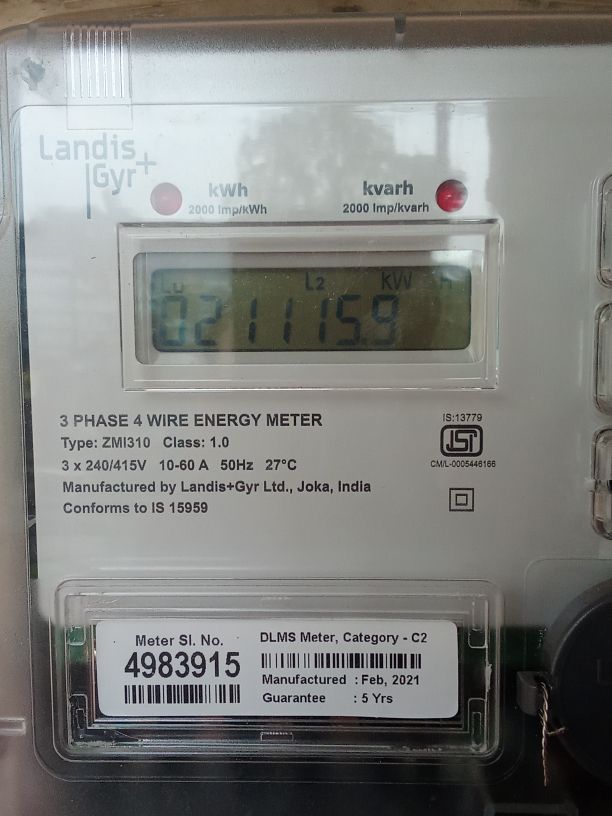 Landis
Gyr+
kWh
2000 Imp/kWh
kvarh
2000 Imp/kvarh
L2 kW H
0211115.9
3 PHASE 4 WIRE ENERGY METER
Type: ZMI310 Class: 1.0
3 x 240/415V 10-60 A 50Hz 27°C
Manufactured by Landis+Gyr Ltd., Joka, India
Conforms to IS 15959
IS:13779
ISI
CM/L-0005446166
Meter Sl. No.
4983915
DLMS Meter, Category - C2
Manufactured : Feb, 2021
Guarantee : 5 Yrs